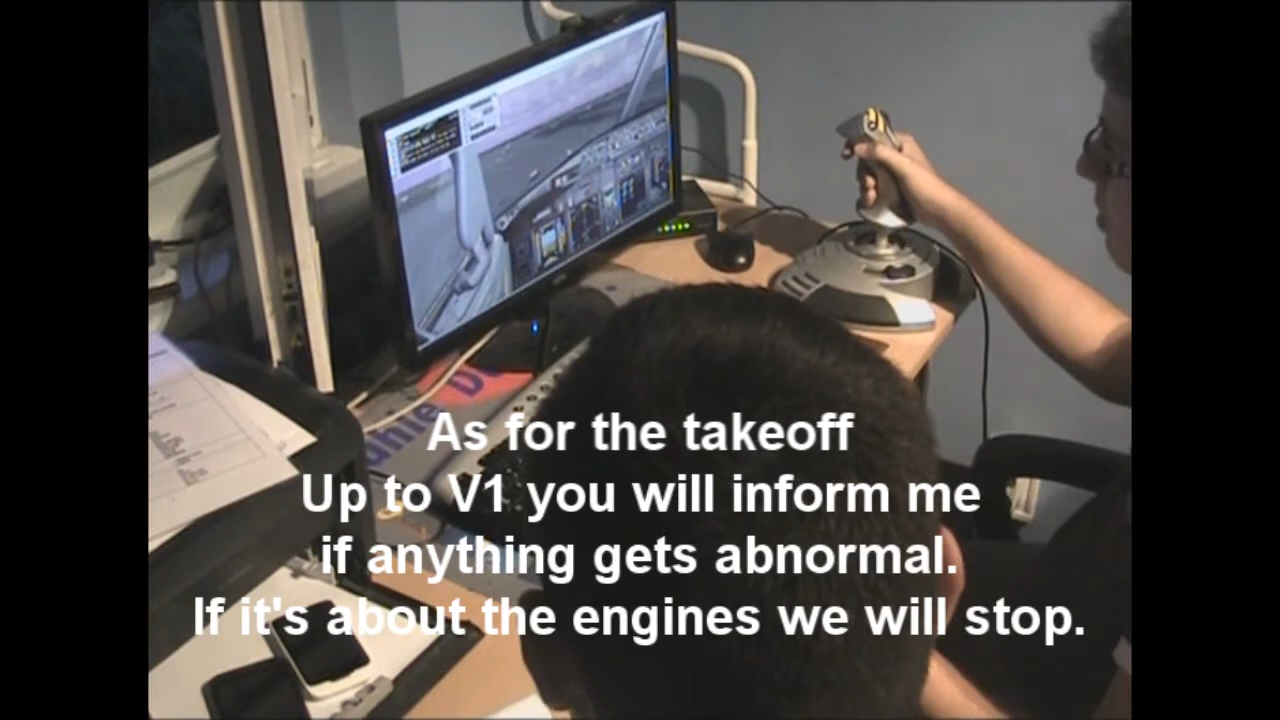 As for the takeoff
Up to V1 you will inform me
if anything gets abnormal.
If it's about the engines we will stop.